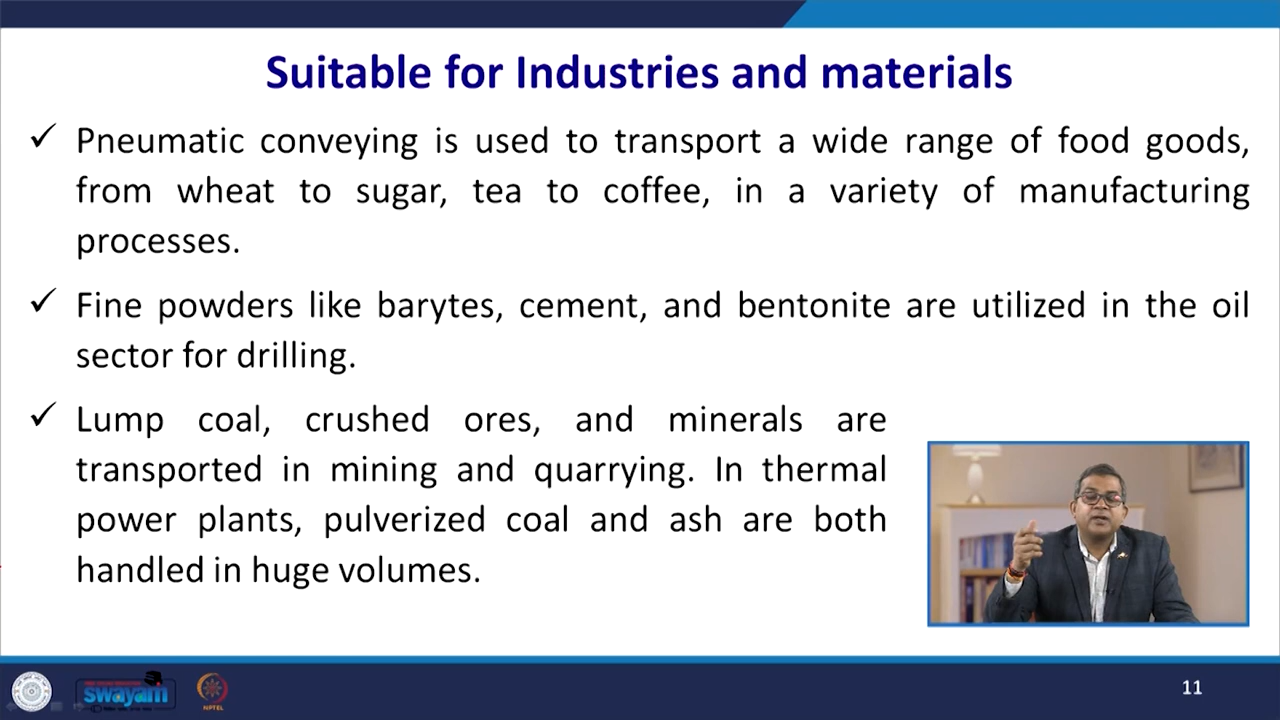 Suitable for Industries and materials
✓ Pneumatic conveying is used to transport a wide range of food goods,
from wheat to sugar, tea to coffee, in a variety of manufacturing
processes.
✓ Fine powders like barytes, cement, and bentonite are utilized in the oil
sector for drilling.
✓ Lump coal, crushed ores, and minerals are
transported in mining and quarrying. In thermal
power plants, pulverized coal and ash are both
handled in huge volumes.
swayam
NPTEL
11